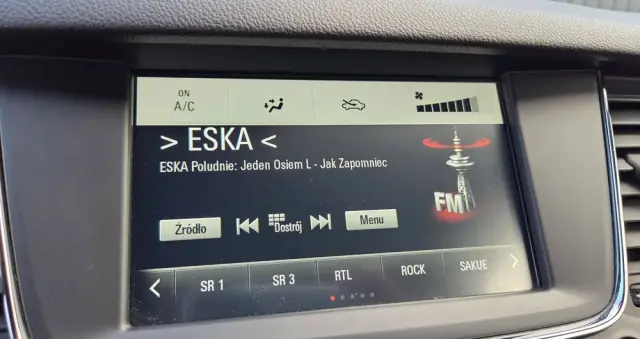 ON
A/C
> ESKA <
ESKA Poludnie: Jeden Osiem L - Jak Zapomniec
FM
Źródło
Dostrój
Menu
SR 1
SR 3
RTL
ROCK
SAKUE